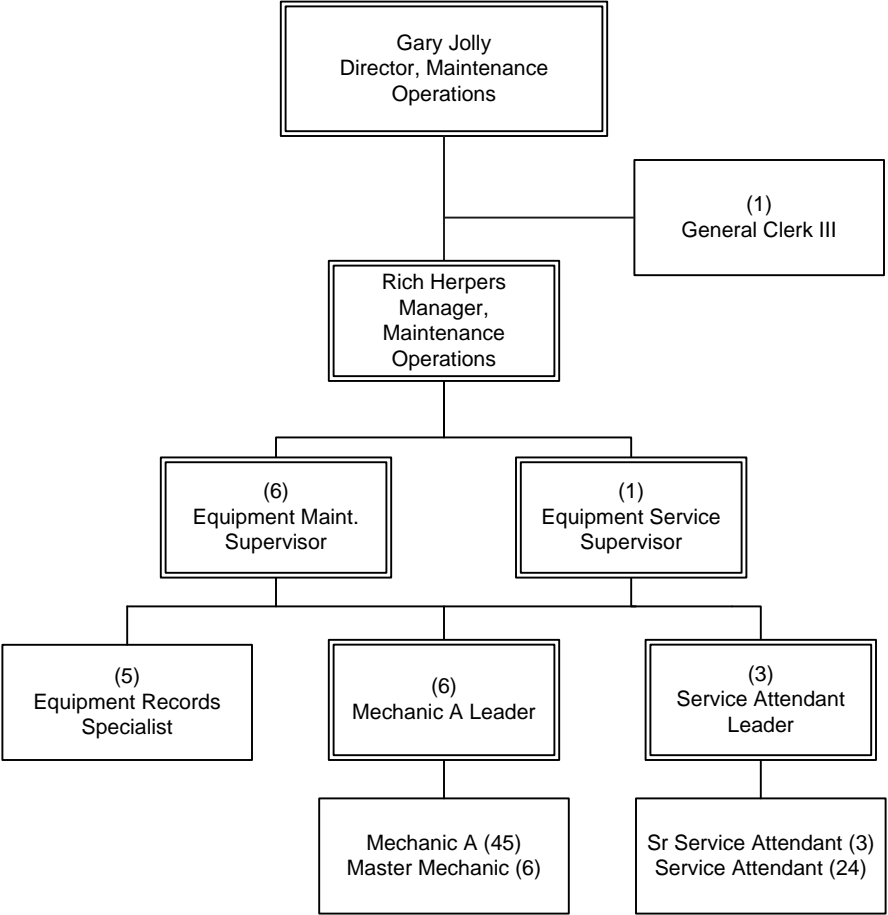 Gary Jolly
Director, Maintenance
Operations
(1)
General Clerk III
Rich Herpers
Manager,
Maintenance
Operations
(6)
Equipment Maint.
Supervisor
(1)
Equipment Service
Supervisor
(5)
Equipment Records
Specialist
(6)
Mechanic A Leader
(3)
Service Attendant
Leader
Mechanic A (45)
Master Mechanic (6)
Sr Service Attendant (3)
Service Attendant (24)